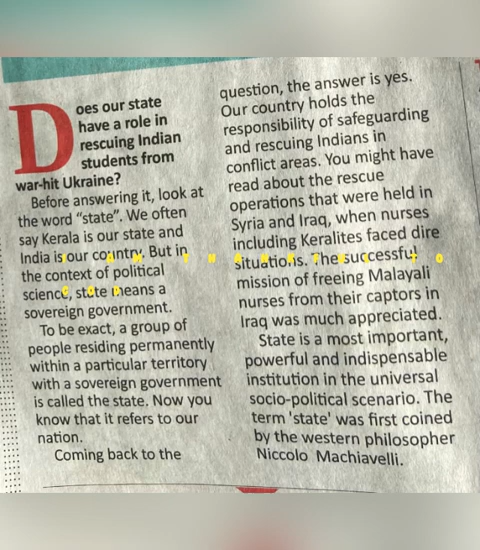 Does our state
have a role in
rescuing Indian
students from
war-hit Ukraine?
Before answering it, look at
the word “state”. We often
say Kerala is our state and
India is our country. But in
the context of political
science, state means a
sovereign government.
To be exact, a group of
people residing permanently
within a particular territory
with a sovereign government
is called the state. Now you
know that it refers to our
nation.
Coming back to the
question, the answer is yes.
Our country holds the
responsibility of safeguarding
and rescuing Indians in
conflict areas. You might have
read about the rescue
operations that were held in
Syria and Iraq, when nurses
including Keralites faced dire
situations. The successful
mission of freeing Malayali
nurses from their captors in
Iraq was much appreciated.
State is a most important,
powerful and indispensable
institution in the universal
socio-political scenario. The
term 'state' was first coined
by the western philosopher
Niccolo Machiavelli.